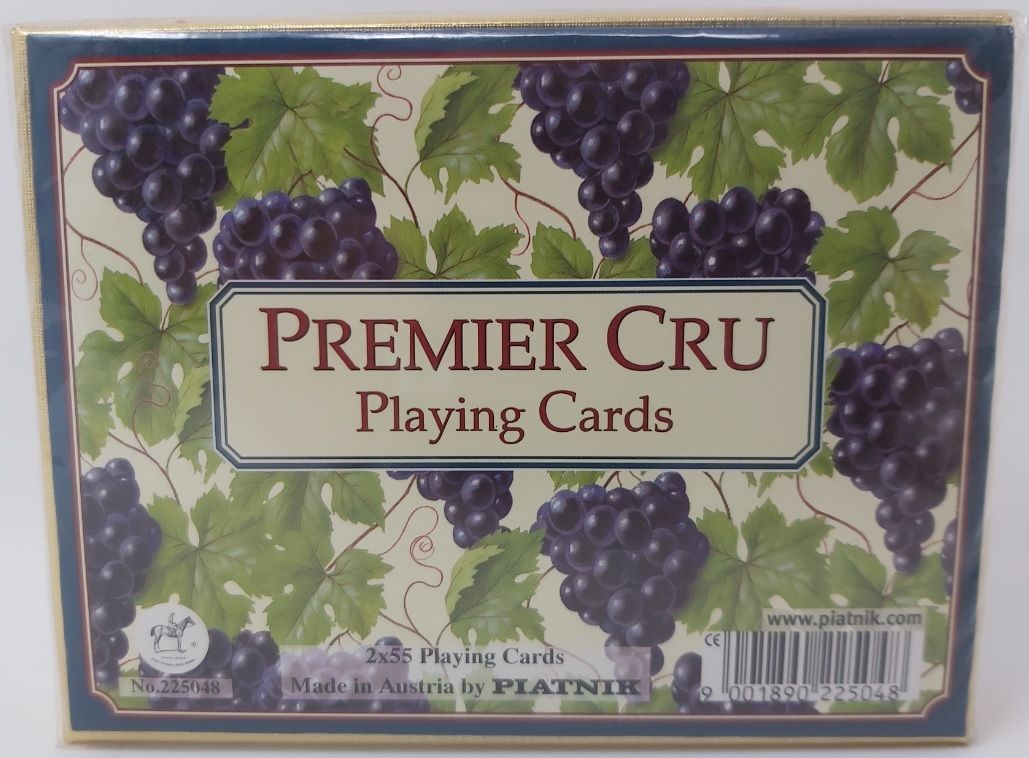 PREMIER CRU
Playing Cards
www.piatnik.com
CE
2x55 Playing Cards
Made in Austria by PIATNIK
No.225048
9 001890 225048